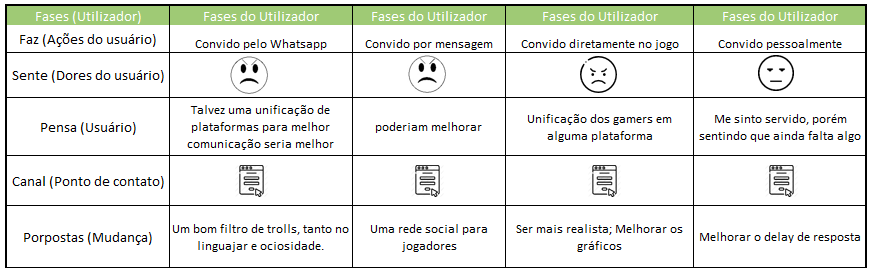 Fases (Utilizador) Fases do Utilizador Fases do Utilizador Fases do Utilizador Fases do Utilizador
Faz (Ações do usuário) Convido pelo Whatsapp Convido por mensagem Convido diretamente no jogo Convido pessoalmente
Sente (Dores do usuário)
Pensa (Usuário)
Talvez uma unificação de
plataformas para melhor
comunicação seria melhor
poderiam melhorar
Unificação dos gamers em
alguma plataforma
Me sinto servido, porém
sentindo que ainda falta algo
Canal (Ponto de contato)
Porpostas (Mudança)
Um bom filtro de trolls, tanto no
linguajar e ociosidade.
Uma rede social para
jogadores
Ser mais realista; Melhorar os
gráficos
Melhorar o delay de resposta